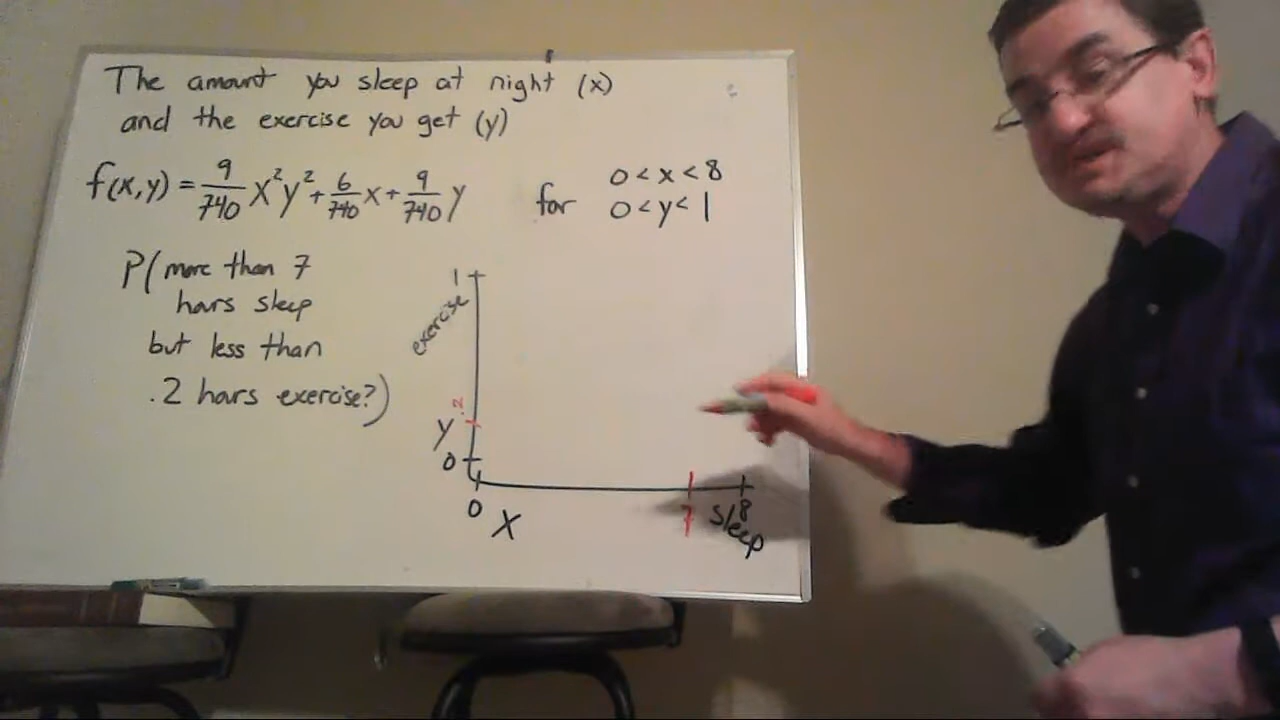 The amount you sleep at night (x)
and the exercise you get (y)
f(x,y) = 9/740 x²y² + 6/740 x + 9/740 y for 0 < x < 8
0 < y < 1
P(more than 7
hars sleep
but less than
.2 hars exercise?)
1
exercise
.2
y
0
0
x
7
8
sleep